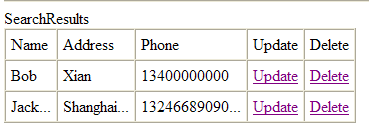 SearchResults
Name Address Phone Update Delete
Bob Xian 13400000000 Update Delete
Jack... Shanghai... 13246689090... Update Delete